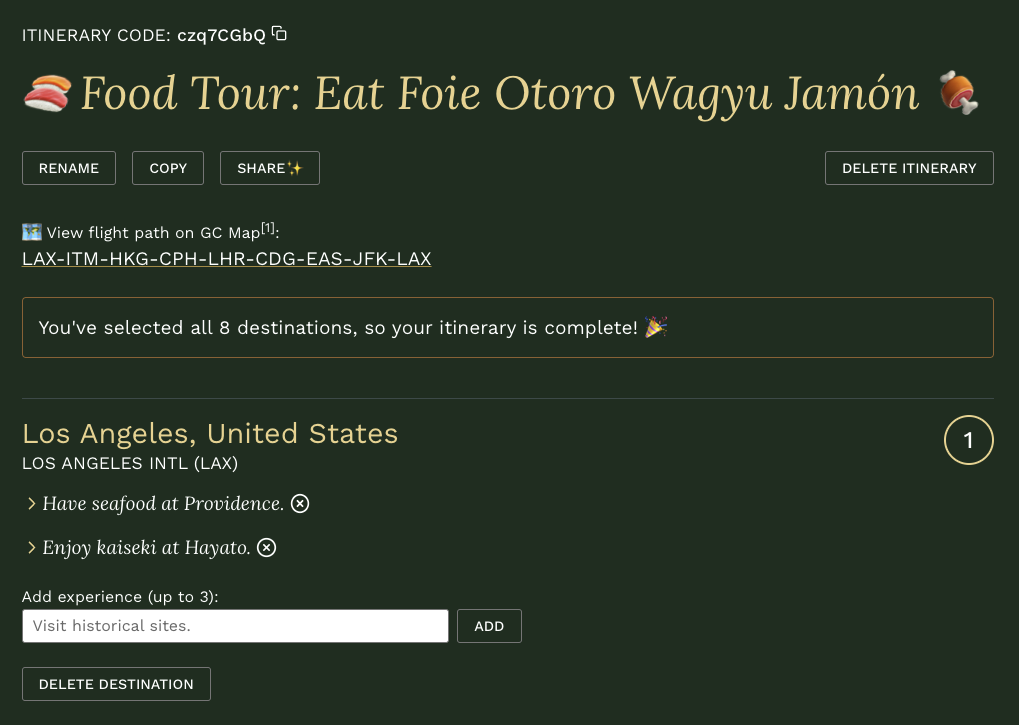 ITINERARY CODE: czq7CGbQ
Food Tour: Eat Foie Otoro Wagyu Jamón
RENAME
COPY
SHARE✨
DELETE ITINERARY
View flight path on GC Map[1]:
LAX-ITM-HKG-CPH-LHR-CDG-EAS-JFK-LAX
You've selected all 8 destinations, so your itinerary is complete! 🎉
Los Angeles, United States
1
LOS ANGELES INTL (LAX)
Have seafood at Providence.
Enjoy kaiseki at Hayato.
Add experience (up to 3):
Visit historical sites.
ADD
DELETE DESTINATION